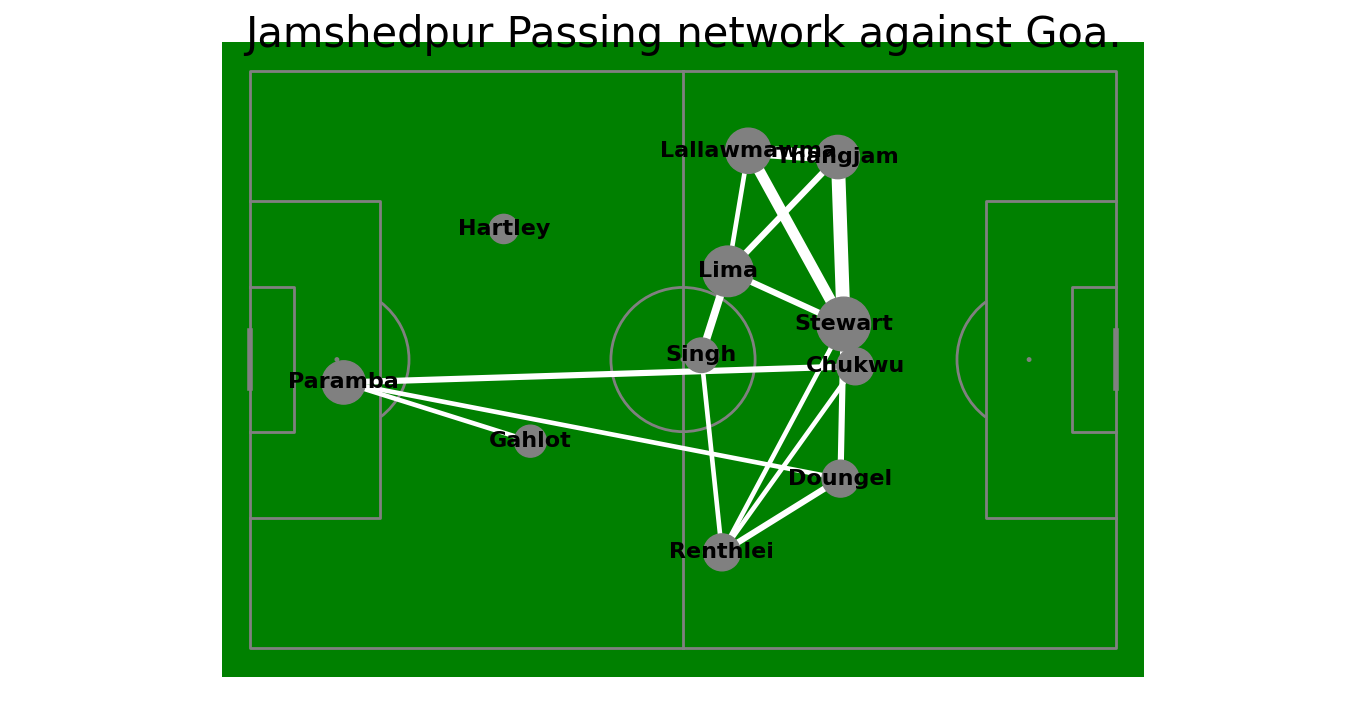 Jamshedpur Passing network against Goa.
Lallawmawma
Thangjam
Hartley
Lima
Stewart
Singh
Chukwu
Paramba
Gahlot
Doungel
Renthlei